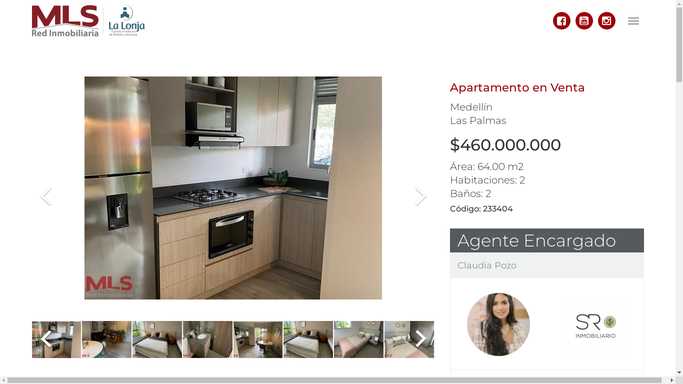 MLS
Red Inmobiliaria
La Lonja
Apartamento en Venta
Medellín
Las Palmas
$460.000.000
Área: 64,00 m2
Habitaciones: 2
Baños: 2
Código: 233404
Agente Encargado
Claudia Pozo
MLS
SR
INMOBILIARIO